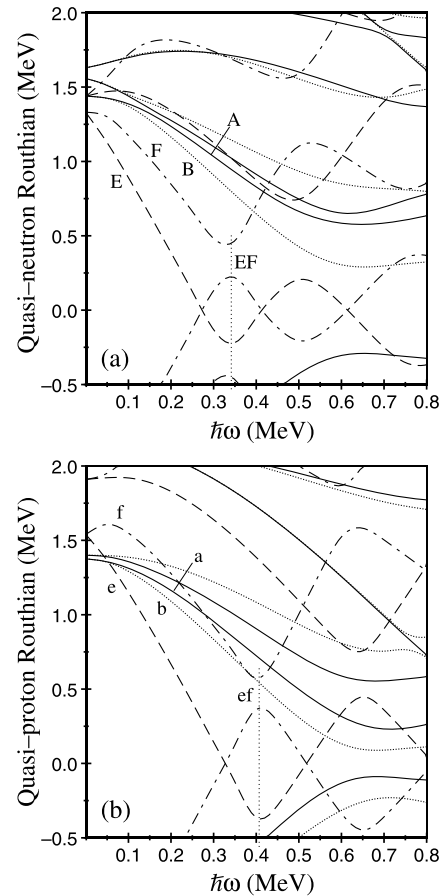 Quasi−neutron Routhian (MeV)
2.0
1.5
1.0
0.5
0.0
−0.5
A
F
B
E
EF
(a)
0.1 0.2 0.3 0.4 0.5 0.6 0.7 0.8
ħω (MeV)
Quasi−proton Routhian (MeV)
2.0
1.5
1.0
0.5
0.0
−0.5
f
a
e
b
ef
(b)
0.1 0.2 0.3 0.4 0.5 0.6 0.7 0.8
ħω (MeV)